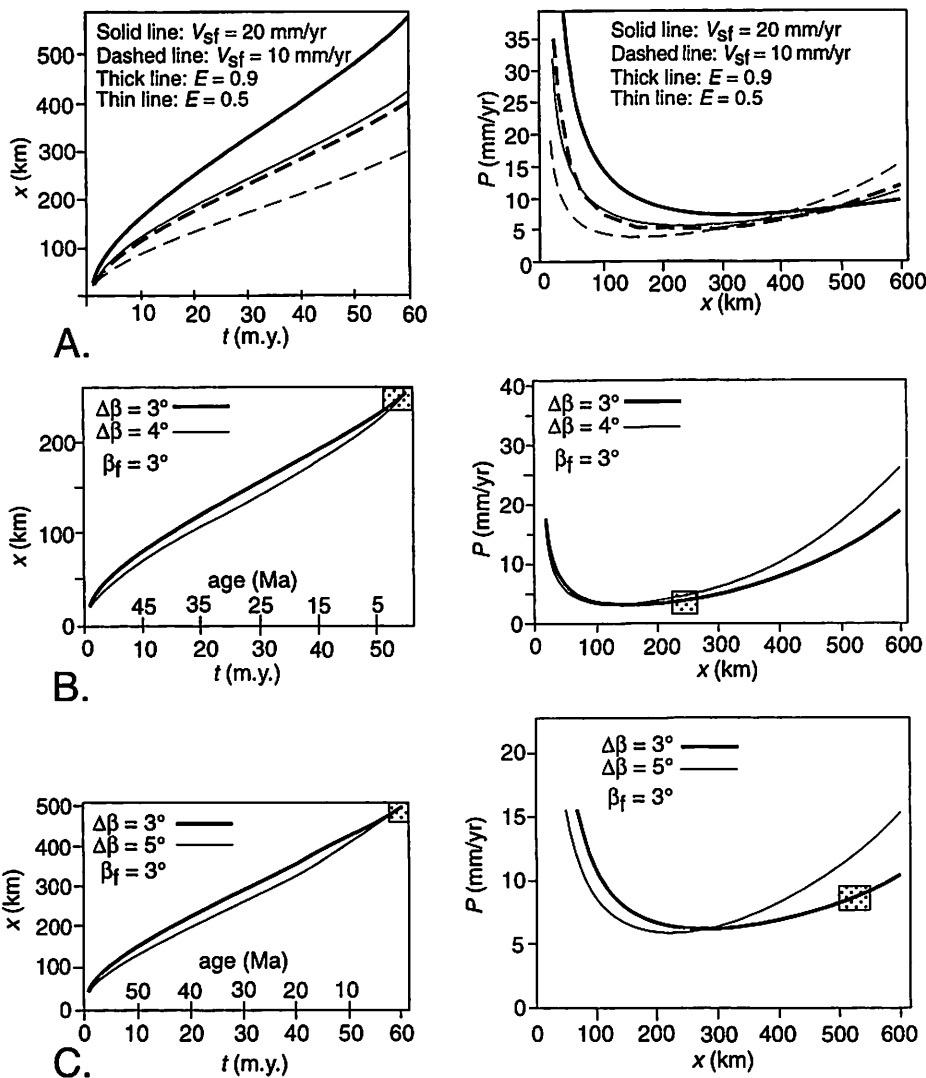 Solid line: Vsf = 20 mm/yr
Dashed line: Vsf = 10 mm/yr
Thick line: E = 0.9
Thin line: E = 0.5
500
400
300
200
100
x (km)
10 20 30 40 50 60
t (m.y.)
A.
Solid line: Vsf = 20 mm/yr
Dashed line: Vsf = 10 mm/yr
Thick line: E = 0.9
Thin line: E = 0.5
35
30
25
20
15
10
5
0
P (mm/yr)
0 100 200 300 400 500 600
x (km)
Δβ = 3°
Δβ = 4°
βf = 3°
200
100
0
x (km)
age (Ma)
45 35 25 15 5
0 10 20 30 40 50
t (m.y.)
B.
Δβ = 3°
Δβ = 4°
βf = 3°
40
30
20
10
0
P (mm/yr)
0 100 200 300 400 500 600
x (km)
Δβ = 3°
Δβ = 5°
βf = 3°
500
400
300
200
100
0
x (km)
age (Ma)
50 40 30 20 10
0 10 20 30 40 50 60
t (m.y.)
C.
Δβ = 3°
Δβ = 5°
βf = 3°
20
15
10
5
0
P (mm/yr)
0 100 200 300 400 500 600
x (km)